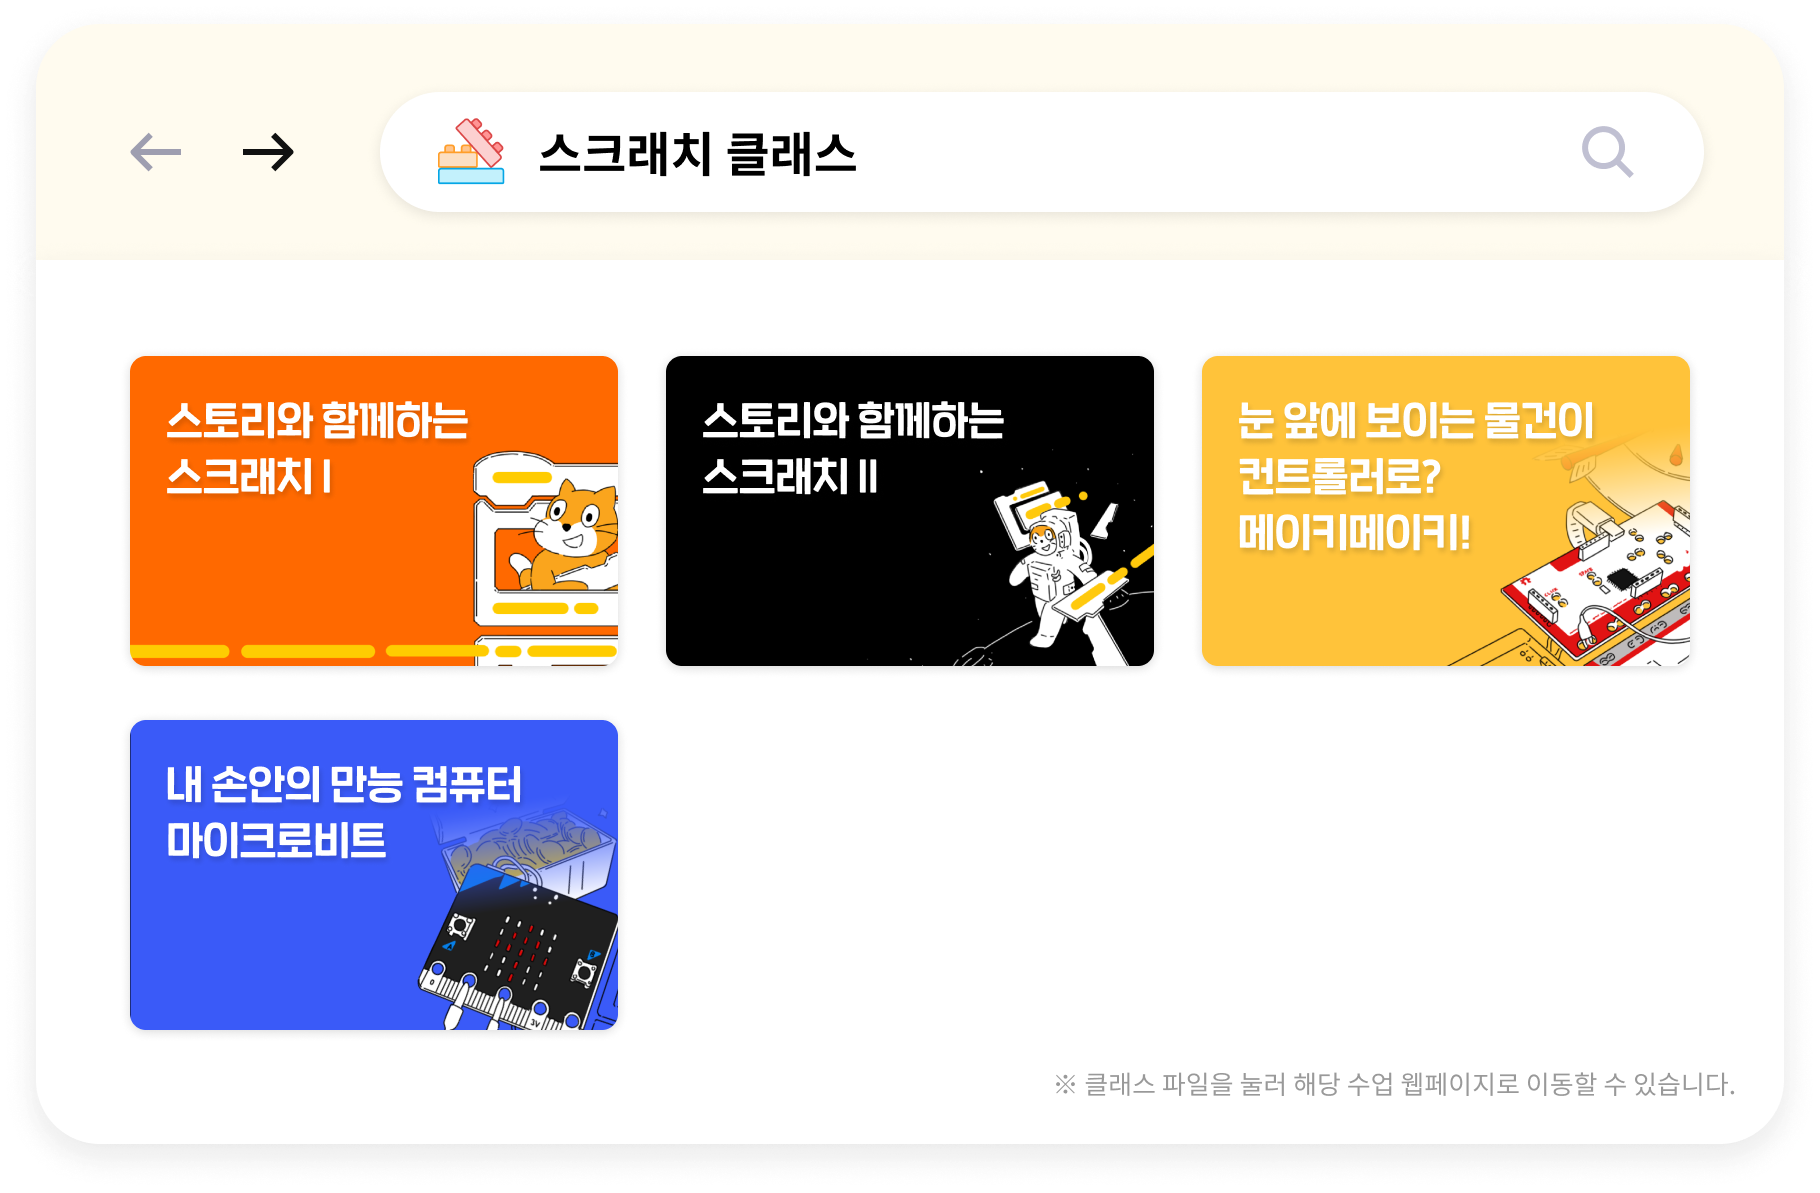 스크래치 클래스
스토리와 함께하는
스크래치 I
스토리와 함께하는
스크래치 II
눈 앞에 보이는 물건이
컨트롤러로?
메이키메이키!
내 손안의 만능 컴퓨터
마이크로비트
3V
※ 클래스 파일을 눌러 해당 수업 웹페이지로 이동할 수 있습니다.